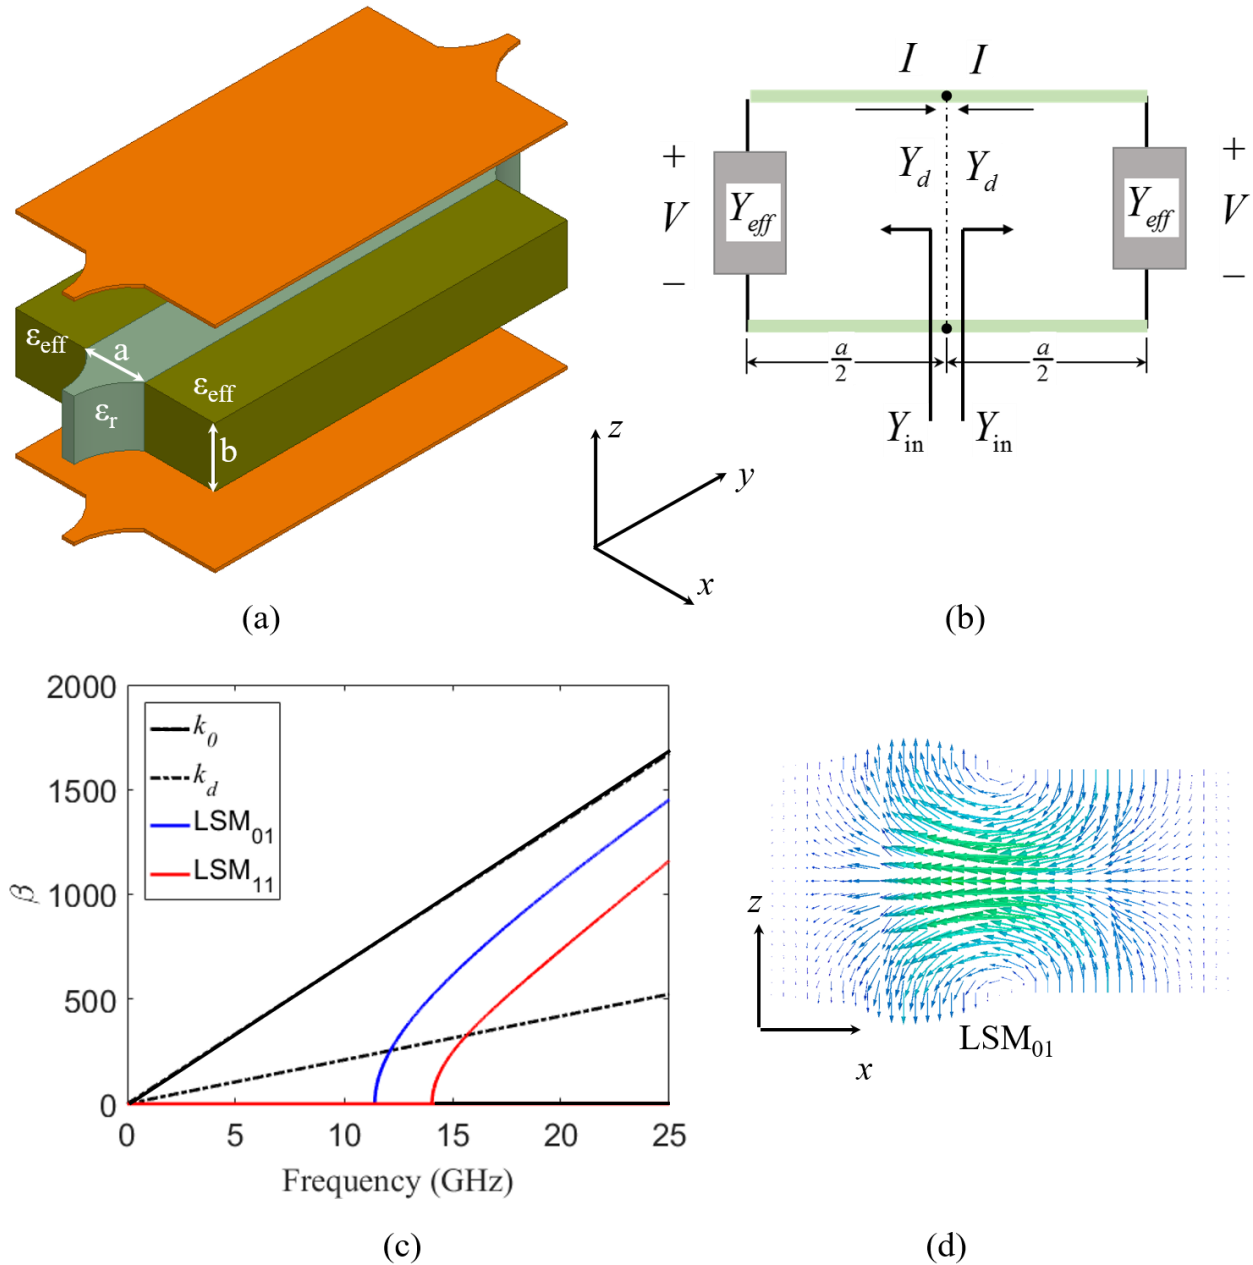 ε_eff
a
ε_eff
ε_r
b
(a)
I I
Y_d Y_d
+ V −
Y_eff
Y_eff
+ V −
a/2 a/2
Y_in Y_in
z
y
x
(b)
2000
1500
1000
500
0
β
k_0
k_d
LSM_01
LSM_11
0 5 10 15 20 25
Frequency (GHz)
(c)
z
x
LSM_01
(d)